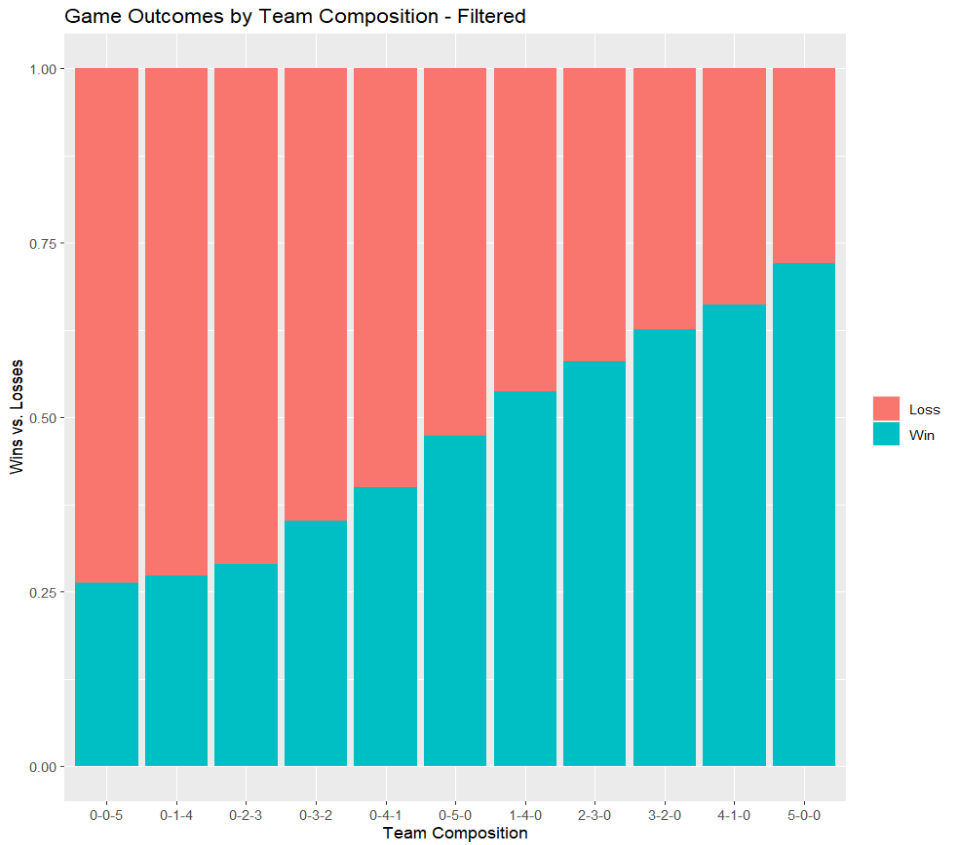 Game Outcomes by Team Composition - Filtered
1.00
0.75
0.50
0.25
0.00
Wins vs. Losses
0-0-5 0-1-4 0-2-3 0-3-2 0-4-1 0-5-0 1-4-0 2-3-0 3-2-0 4-1-0 5-0-0
Team Composition
Loss
Win